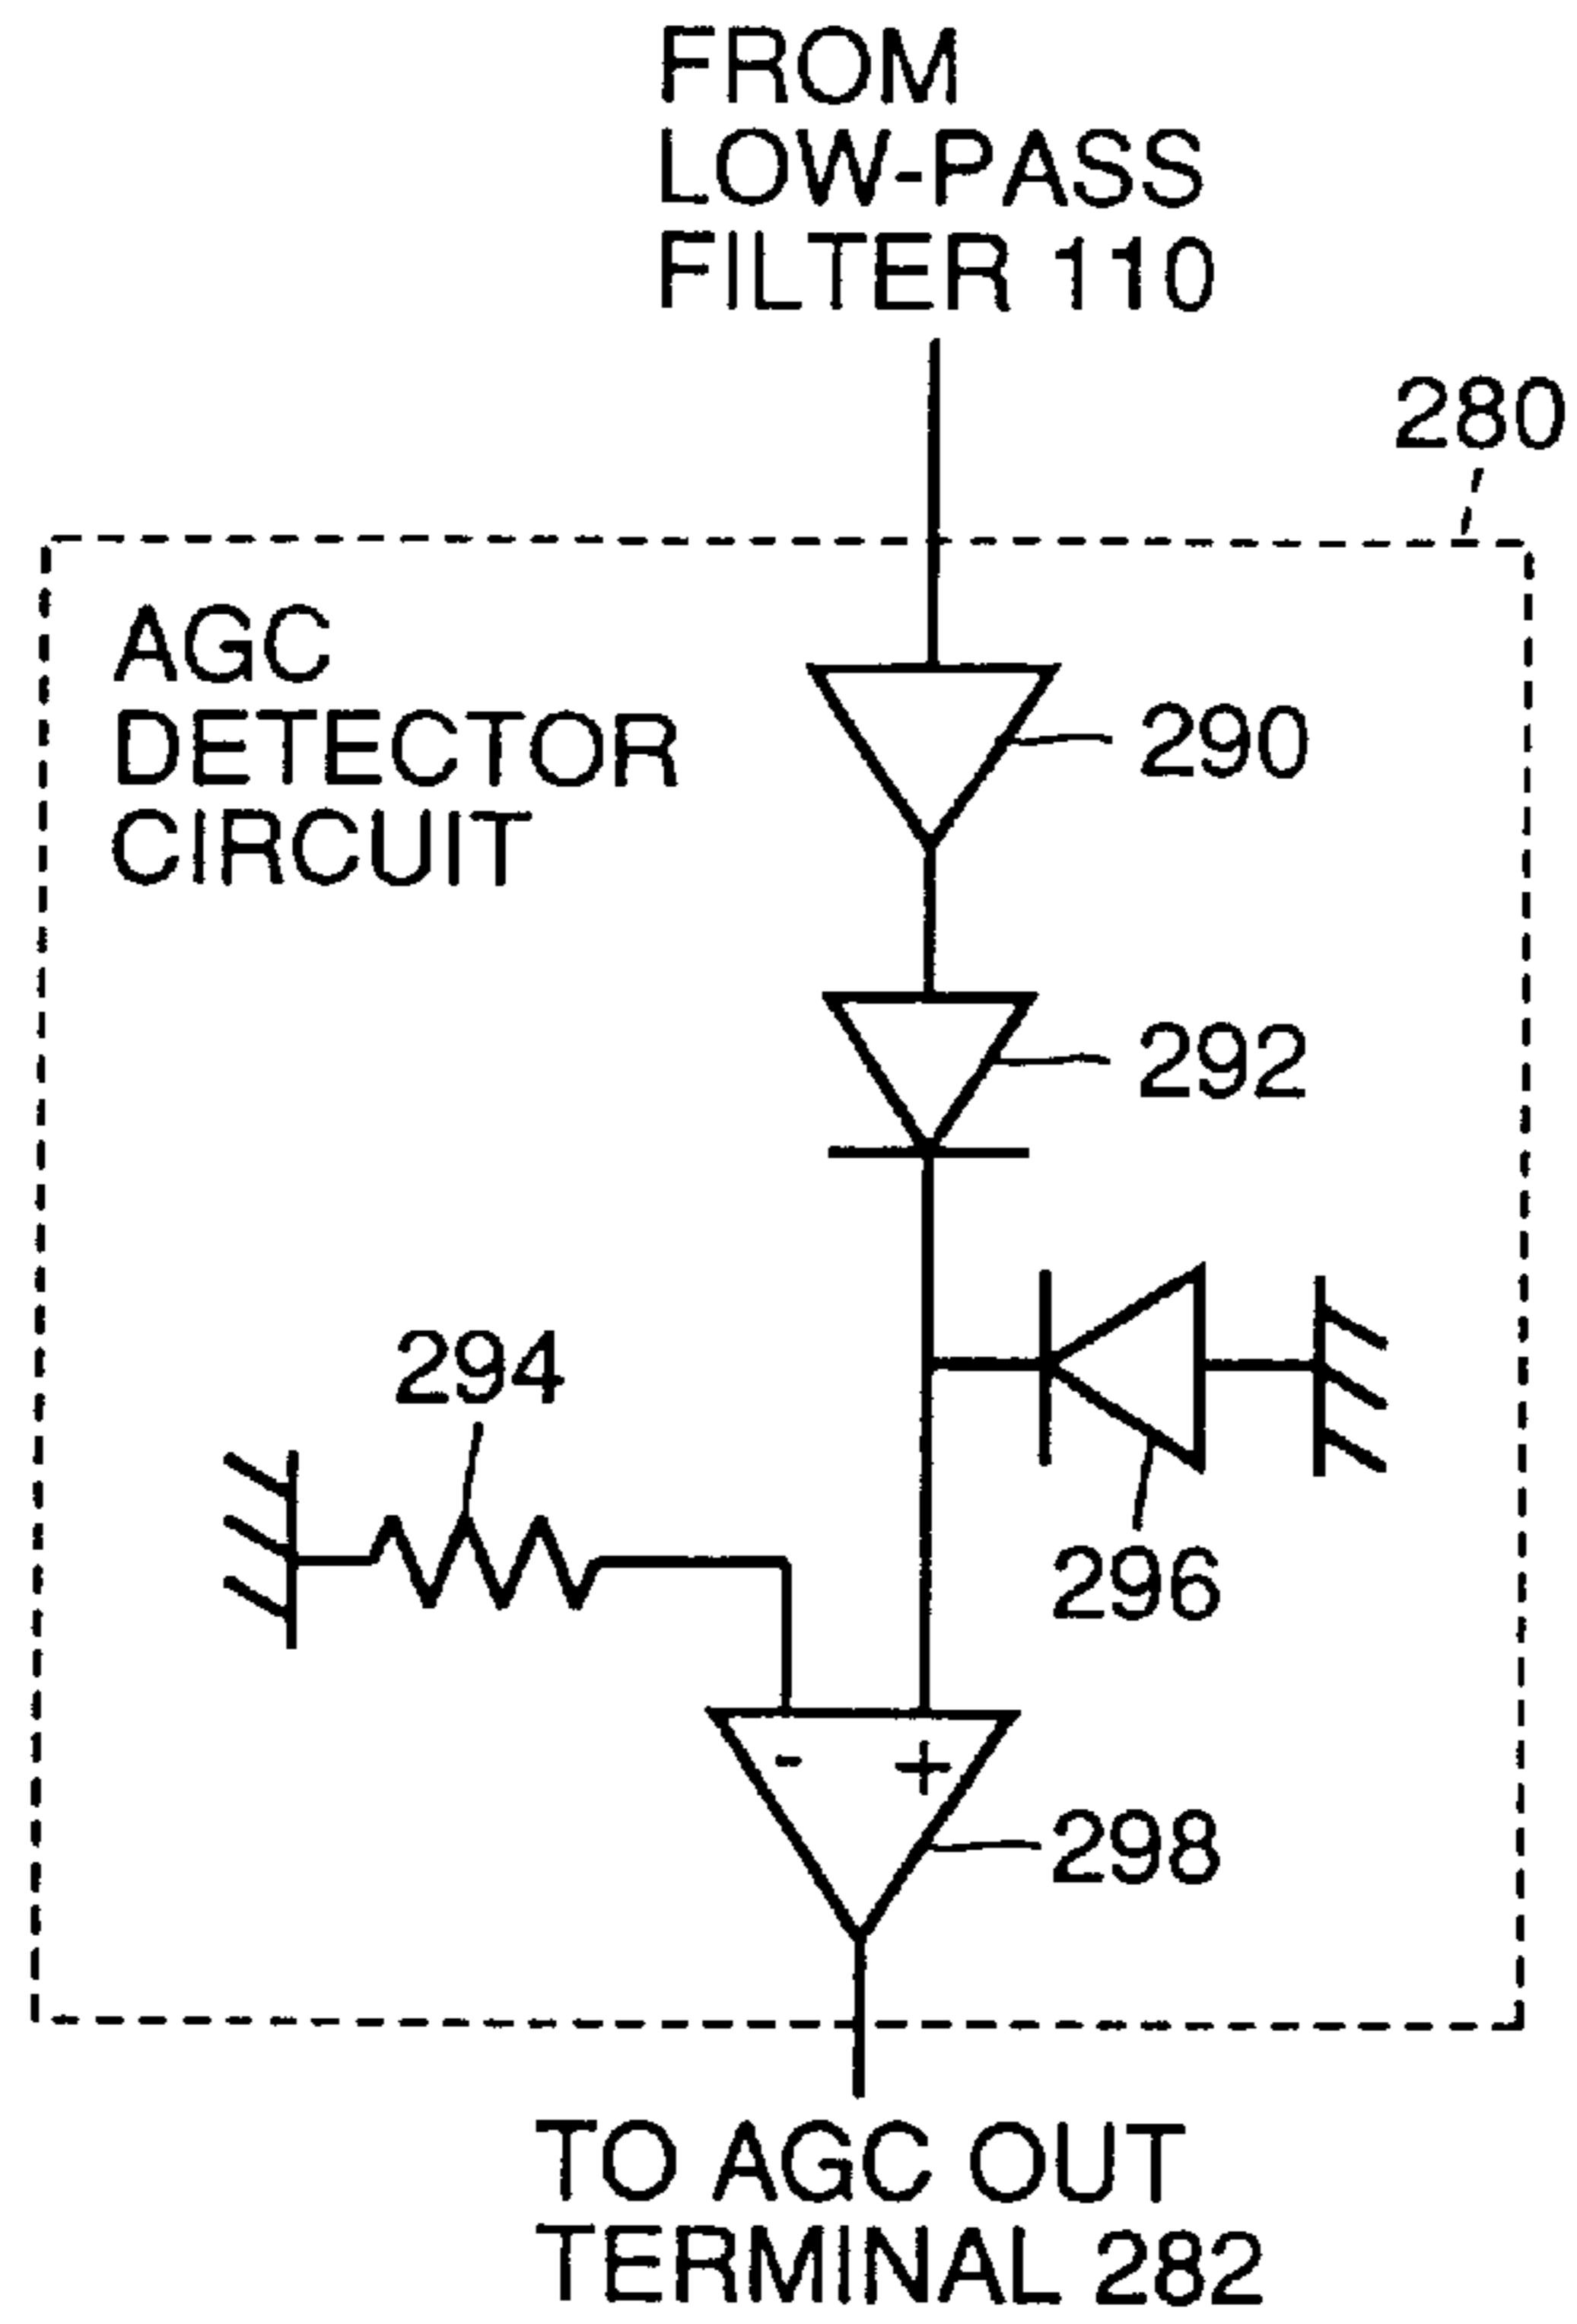 FROM
LOW-PASS
FILTER 110
280
AGC
DETECTOR
CIRCUIT
290
292
294
296
- +
298
TO AGC OUT
TERMINAL 282